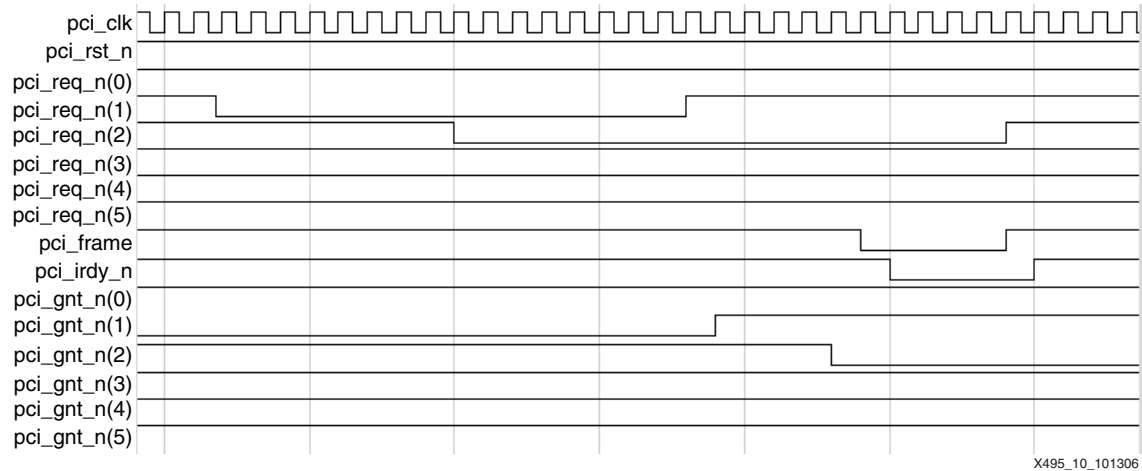 pci_clk
pci_rst_n
pci_req_n(0)
pci_req_n(1)
pci_req_n(2)
pci_req_n(3)
pci_req_n(4)
pci_req_n(5)
pci_frame
pci_irdy_n
pci_gnt_n(0)
pci_gnt_n(1)
pci_gnt_n(2)
pci_gnt_n(3)
pci_gnt_n(4)
pci_gnt_n(5)
X495_10_101306